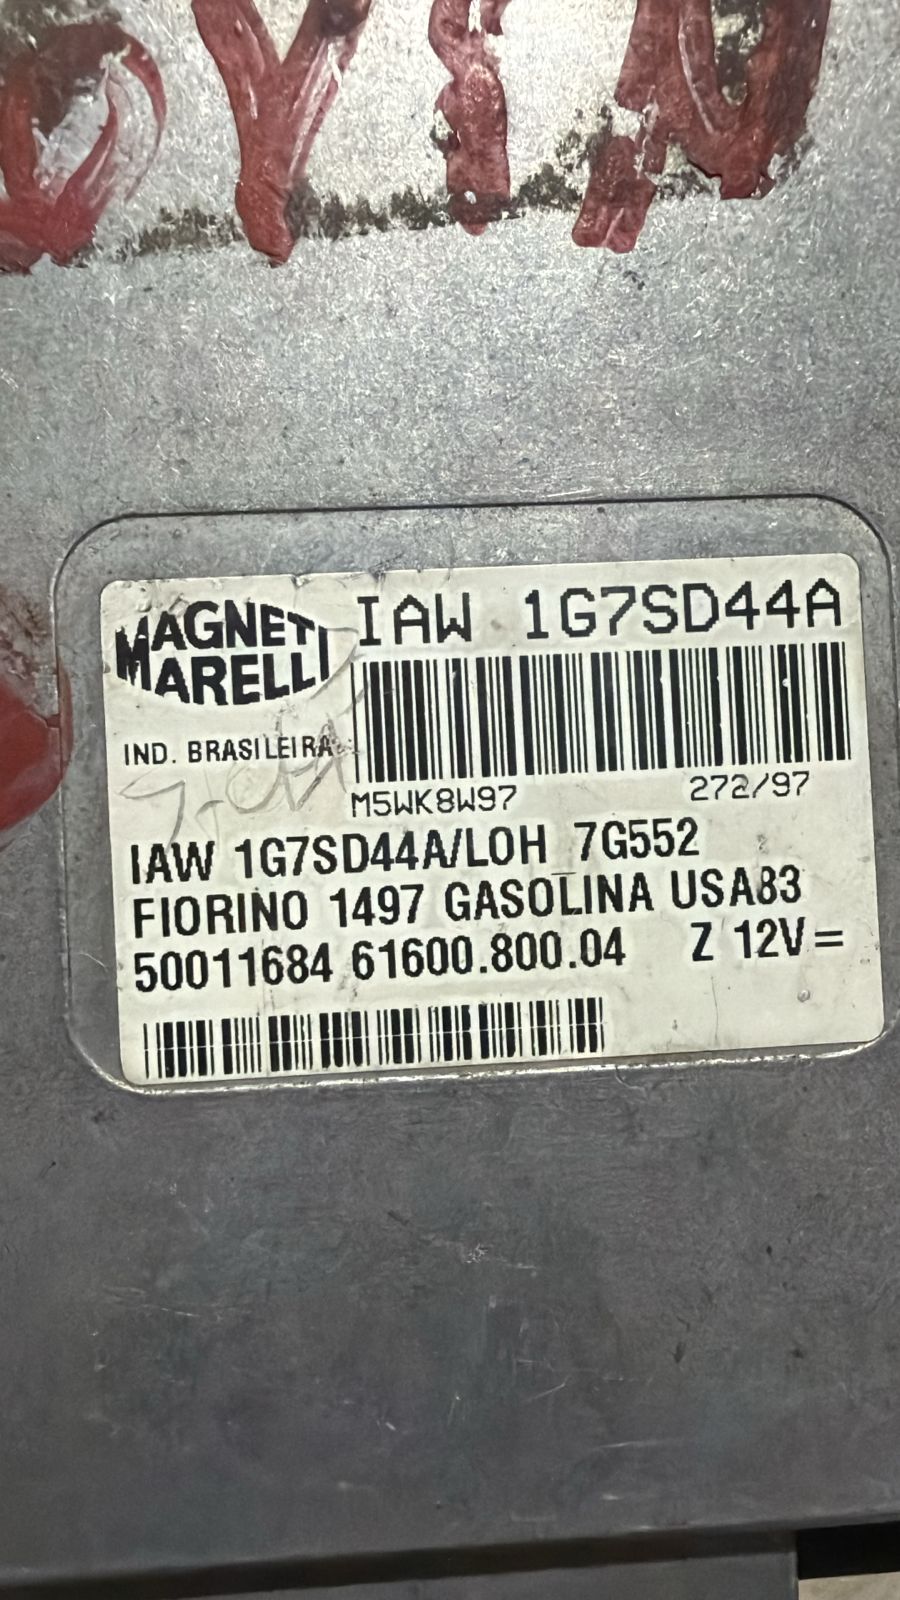 MAGNETI
MARELLI
IAW 1G7SD44A
IND. BRASILEIRA
M5WK8W97 272/97
IAW 1G7SD44A/LOH 7G552
FIORINO 1497 GASOLINA USA83
50011684 61600.800.04 Z 12V=